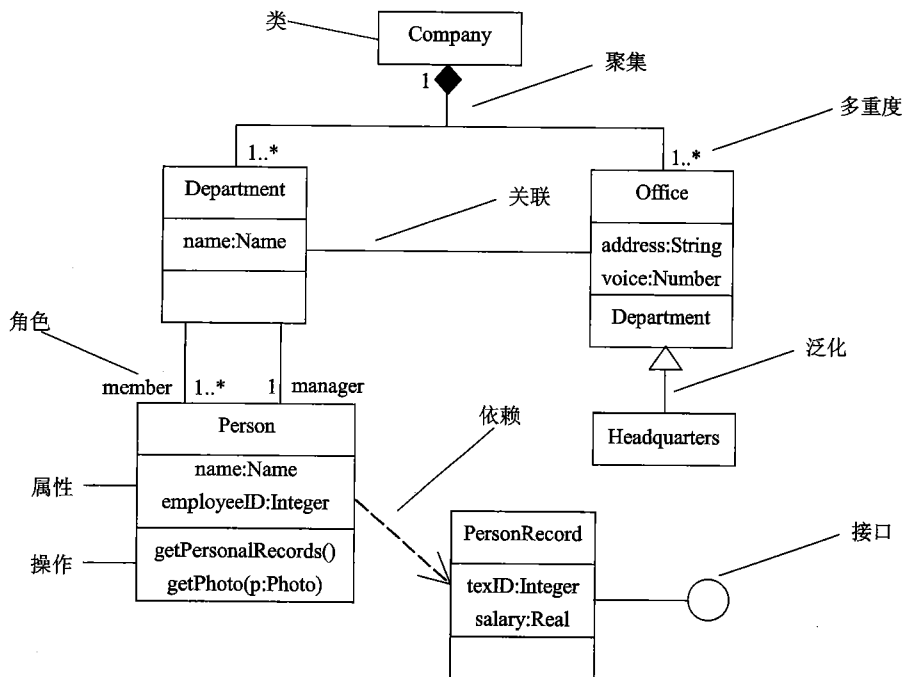 类
Company
1
聚集
多重度
1..*
1..*
Department
name:Name
关联
Office
address:String
voice:Number
Department
角色
member
1..*
1
manager
泛化
Person
name:Name
employeeID:Integer
getPersonalRecords()
getPhoto(p:Photo)
属性
操作
依赖
Headquarters
PersonRecord
texID:Integer
salary:Real
接口